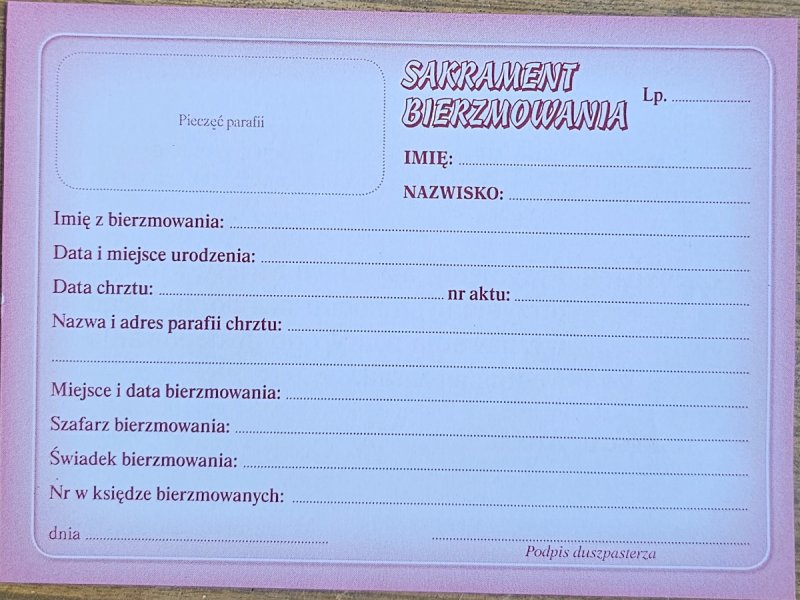 Pieczęć parafii
SAKRAMENT
BIERZMOWANIA
Lp. ........................
IMIĘ: ........................
NAZWISKO: ........................
Imię z bierzmowania: ........................
Data i miejsce urodzenia: ........................
Data chrztu: ........................ nr aktu: ........................
Nazwa i adres parafii chrztu: ........................
........................
Miejsce i data bierzmowania: ........................
Szafarz bierzmowania: ........................
Świadek bierzmowania: ........................
Nr w księdze bierzmowanych: ........................
dnia ........................ ........................
Podpis duszpasterza